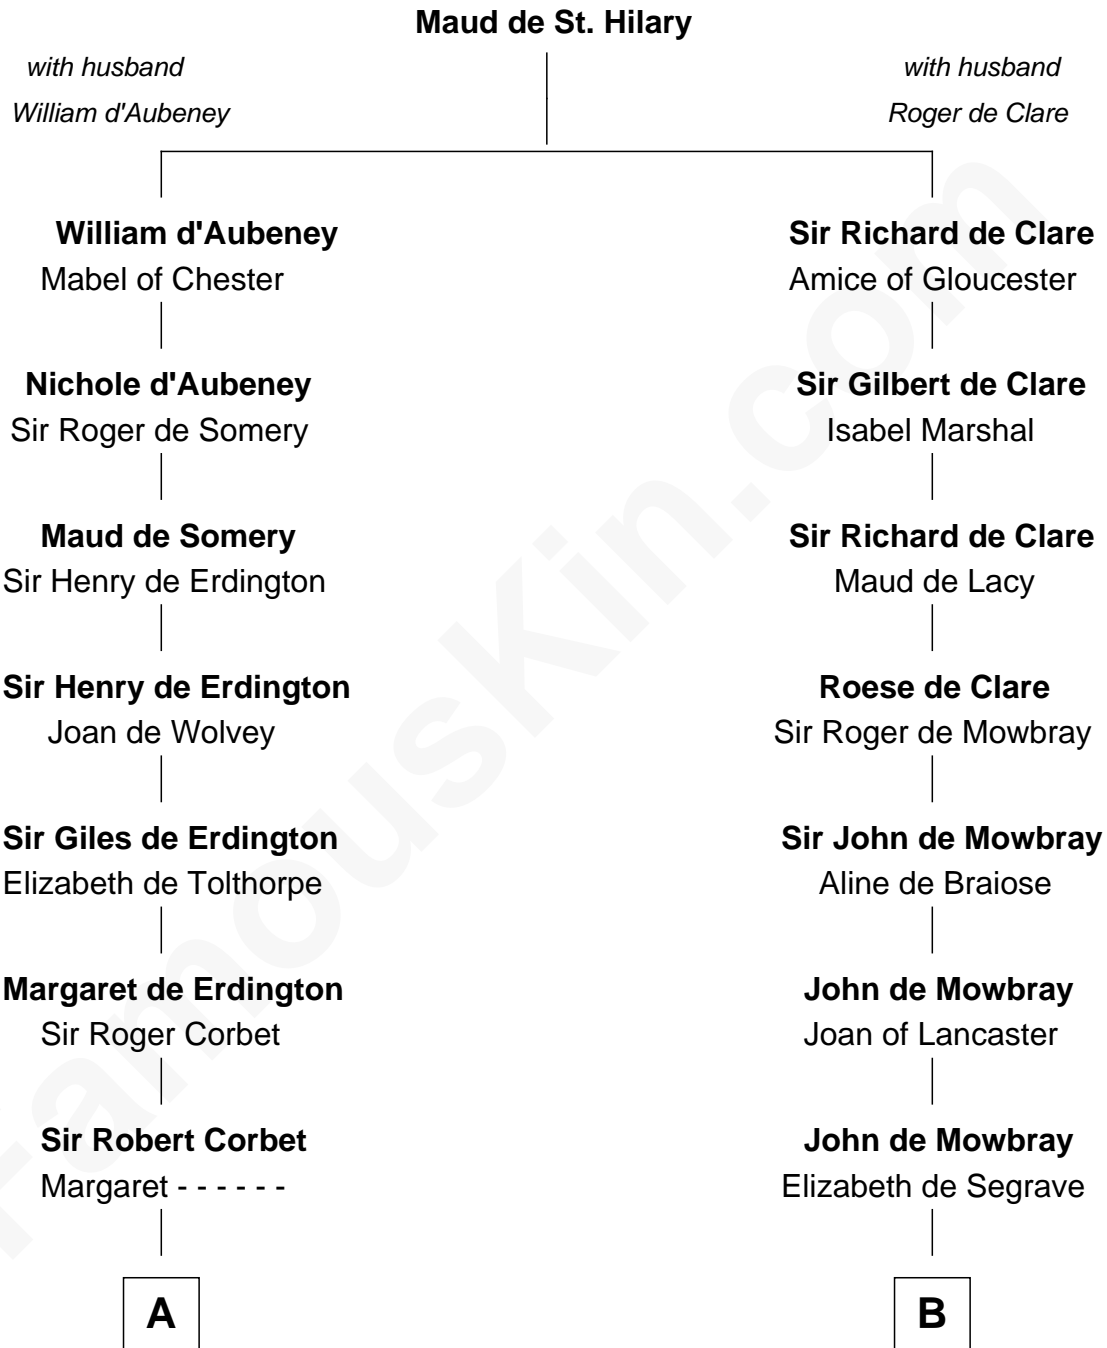 Maud de St. Hilary
with husband
William d'Aubeney
with husband
Roger de Clare
William d'Aubeney
Mabel of Chester
Sir Richard de Clare
Amice of Gloucester
Nichole d'Aubeney
Sir Roger de Somery
Sir Gilbert de Clare
Isabel Marshal
Maud de Somery
Sir Henry de Erdington
Sir Richard de Clare
Maud de Lacy
Sir Henry de Erdington
Joan de Wolvey
Roese de Clare
Sir Roger de Mowbray
Sir Giles de Erdington
Elizabeth de Tolthorpe
Sir John de Mowbray
Aline de Braiose
Margaret de Erdington
Sir Roger Corbet
John de Mowbray
Joan of Lancaster
Sir Robert Corbet
Margaret - - - - - -
John de Mowbray
Elizabeth de Segrave
A
B
FamousKin.com